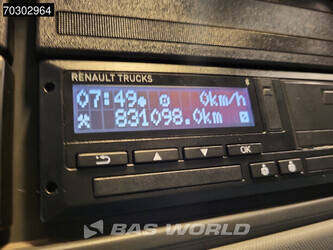 70302964
RENAULT TRUCKS
07:49 0km/h
831098.0km
OK
BAS WORLD